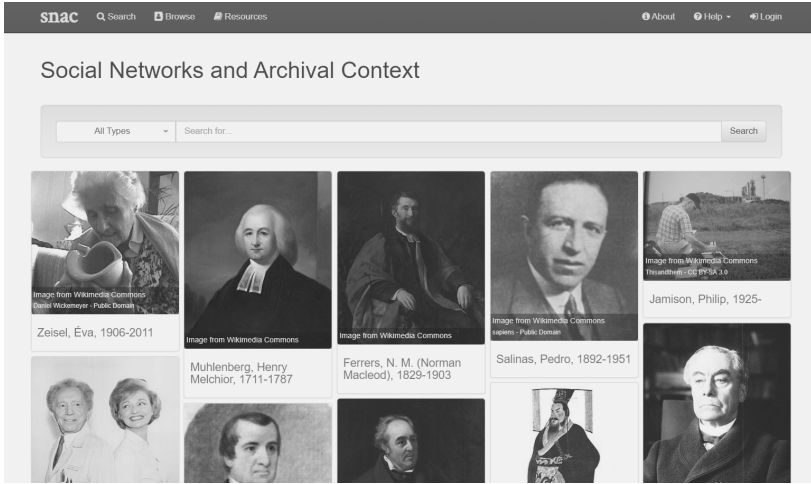 snac Search Browse Resources About Help Login
Social Networks and Archival Context
All Types Search for... Search
Image from Wikimedia Commons
Daniel Wickemeyer - Public Domain
Zeisel, Éva, 1906-2011
Image from Wikimedia Commons
Muhlenberg, Henry
Melchior, 1711-1787
Image from Wikimedia Commons
Ferrers, N. M. (Norman
Macleod), 1829-1903
Image from Wikimedia Commons
sapiens - Public Domain
Salinas, Pedro, 1892-1951
Image from Wikimedia Commons
Thisandthem - CC BY-SA 3.0
Jamison, Philip, 1925-